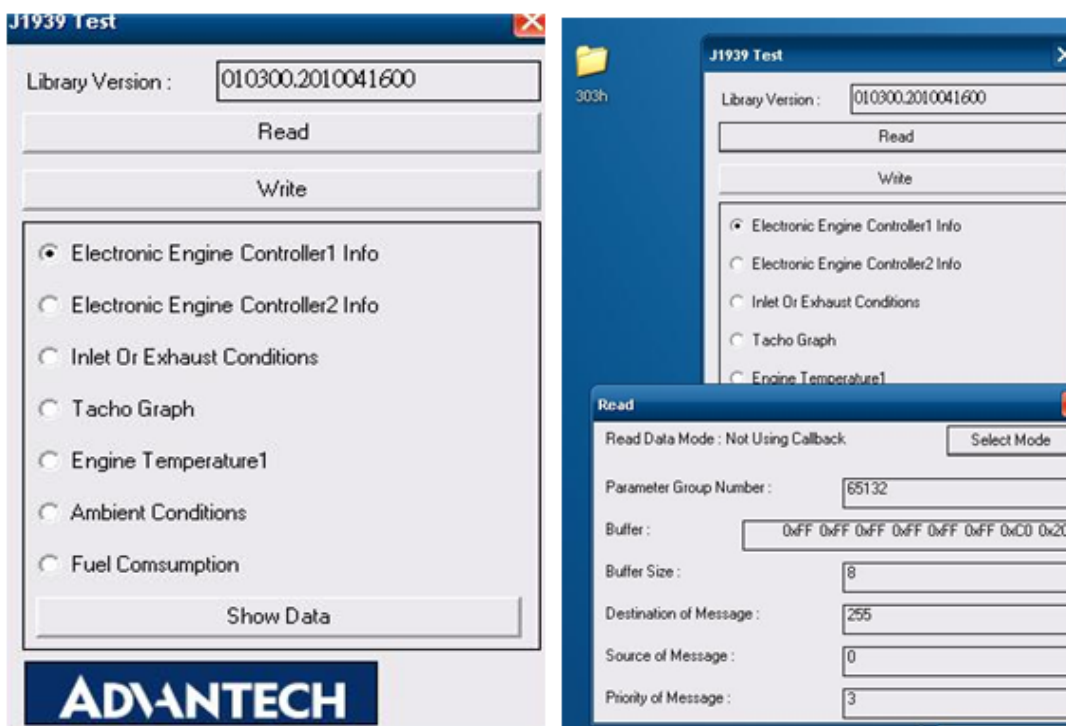 J1939 Test
Library Version : 010300.2010041600
Read
Write
Electronic Engine Controller1 Info
Electronic Engine Controller2 Info
Inlet Or Exhaust Conditions
Tacho Graph
Engine Temperature1
Ambient Conditions
Fuel Comsumption
Show Data
ADVANTECH
303h
J1939 Test
Library Version : 010300.2010041600
Read
Write
Electronic Engine Controller1 Info
Electronic Engine Controller2 Info
Inlet Or Exhaust Conditions
Tacho Graph
Engine Temperature1
Read
Read Data Mode : Not Using Callback Select Mode
Parameter Group Number : 65132
Buffer : 0xFF 0xFF 0xFF 0xFF 0xFF 0xFF 0xC0 0x20
Buffer Size : 8
Destination of Message : 255
Source of Message : 0
Priority of Message : 3